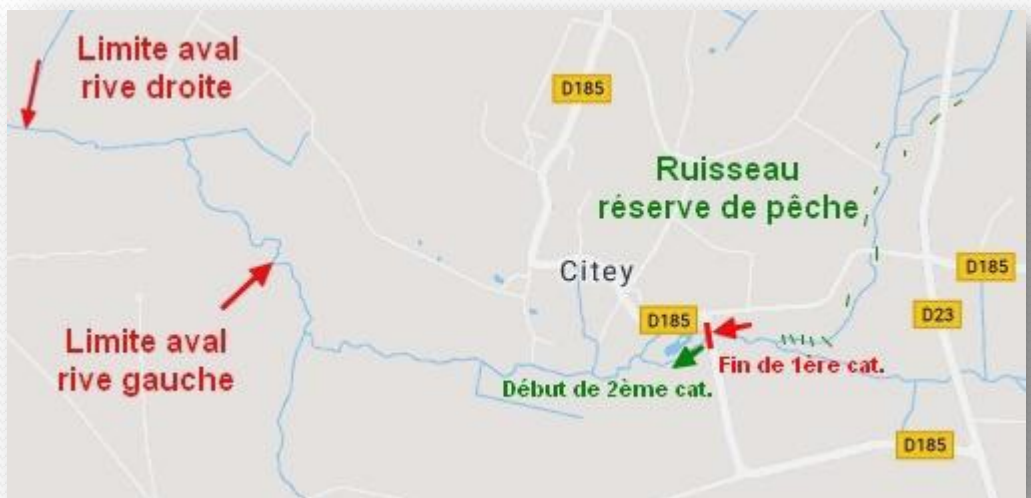 Limite aval
rive droite
D185
Ruisseau
réserve de pêche
Citey
D185
D185
D23
Limite aval
rive gauche
Fin de 1ère cat.
Début de 2ème cat.
D185